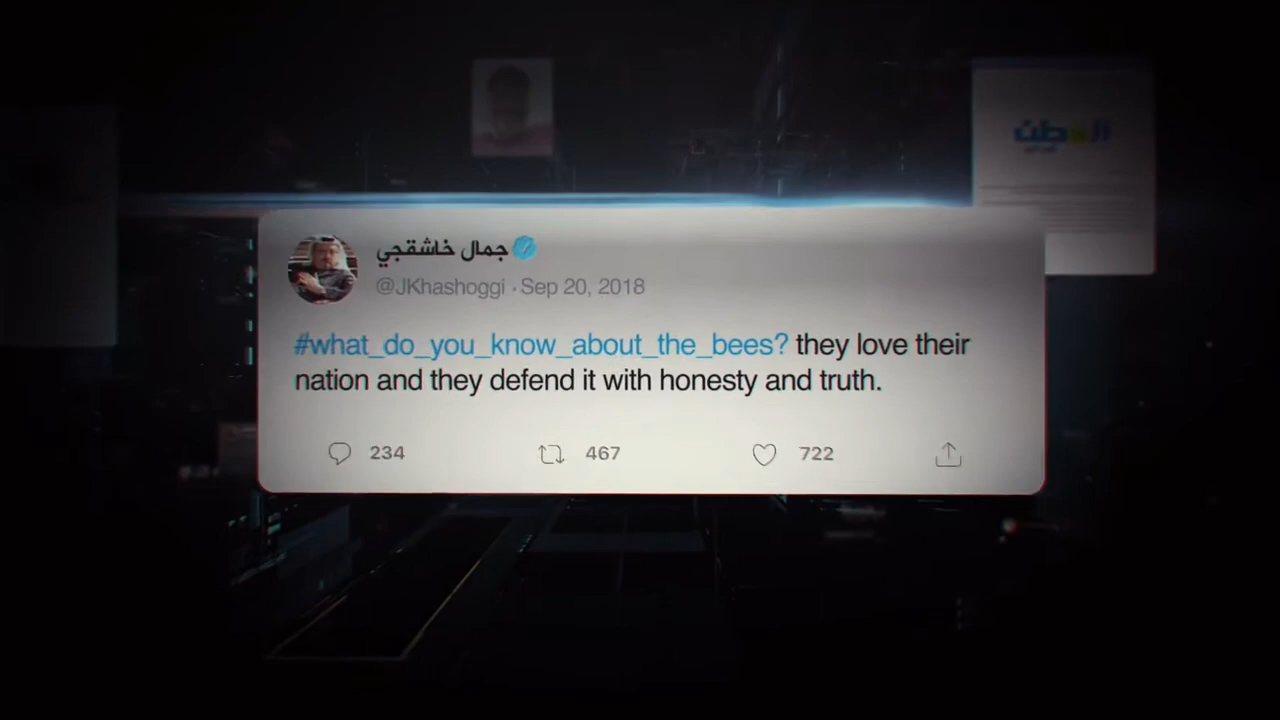 جمال خاشقجي
@JKhashoggi · Sep 20, 2018
#what_do_you_know_about_the_bees? they love their
nation and they defend it with honesty and truth.
234 467 722